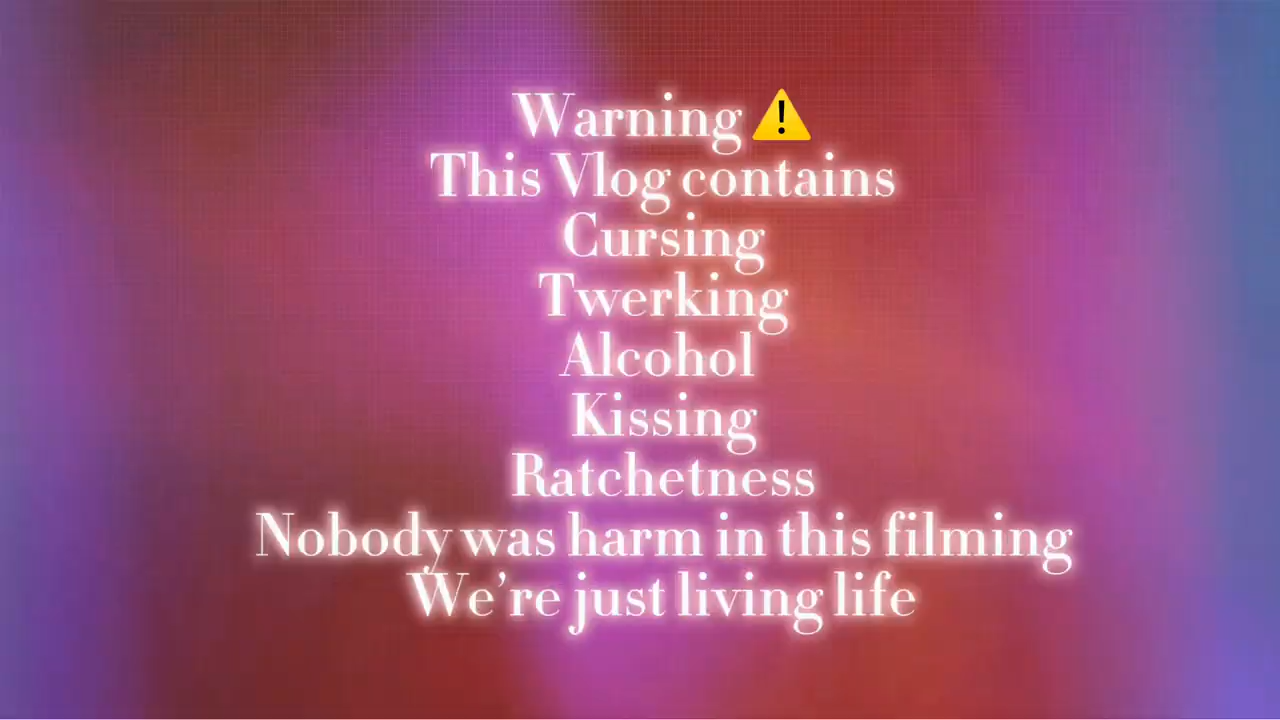 Warning ⚠️
This Vlog contains
Cursing
Twerking
Alcohol
Kissing
Ratchetness
Nobody was harm in this filming
We’re just living life